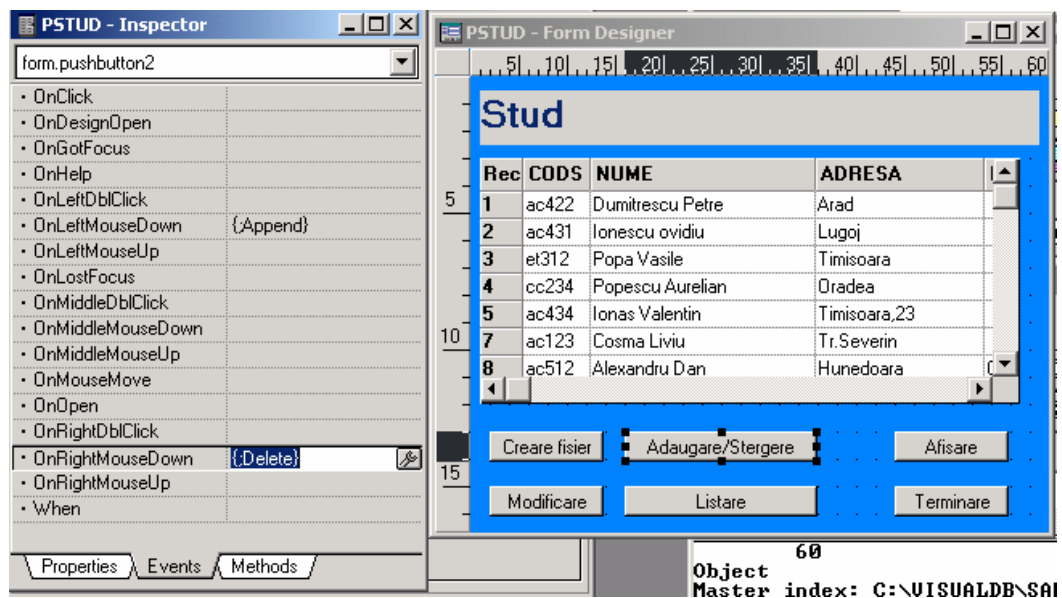 PSTUD - Inspector
form.pushbutton2
OnClick
OnDesignOpen
OnGotFocus
OnHelp
OnLeftDblClick
OnLeftMouseDown {;Append}
OnLeftMouseUp
OnLostFocus
OnMiddleDblClick
OnMiddleMouseDown
OnMiddleMouseUp
OnMouseMove
OnOpen
OnRightDblClick
OnRightMouseDown {;Delete}
OnRightMouseUp
When
Properties Events Methods
PSTUD - Form Designer
5 10 15 20 25 30 35 40 45 50 55 60
5
10
15
Stud
Rec CODS NUME ADRESA
1 ac422 Dumitrescu Petre Arad
2 ac431 Ionescu ovidiu Lugoj
3 et312 Popa Vasile Timisoara
4 cc234 Popescu Aurelian Oradea
5 ac434 Ionas Valentin Timisoara,23
7 ac123 Cosma Liviu Tr.Severin
8 ac512 Alexandru Dan Hunedoara
Creare fisier Adaugare/Stergere Afisare
Modificare Listare Terminare
60
Object
Master index: C:\VISUALDB\SA